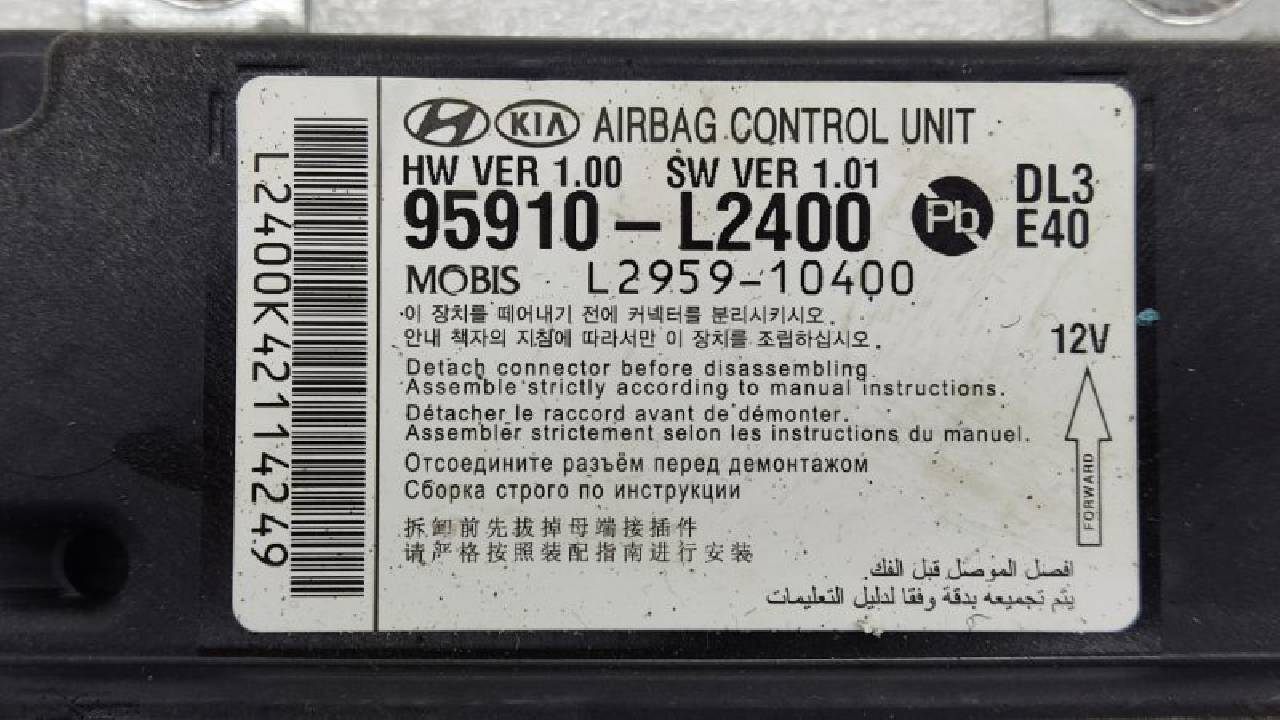 L2400K42114249
KIA AIRBAG CONTROL UNIT
HW VER 1.00 SW VER 1.01
95910-L2400
Pb
DL3
E40
MOBIS L2959-10400
이 장치를 떼어내기 전에 커넥터를 분리시키시오.
안내 책자의 지침에 따라서만 이 장치를 조립하십시오.
12V
Detach connector before disassembling
Assemble strictly according to manual instructions.
Détacher le raccord avant de démonter.
Assembler strictement selon les instructions du manuel.
FORWARD
Отсоедините разъём перед демонтажом
Сборка строго по инструкции
拆卸前先拔掉母端接插件
请严格按照装配指南进行安装
افصل الموصل قبل الفك.
يتم تجميعه بدقة وفقا لدليل التعليمات